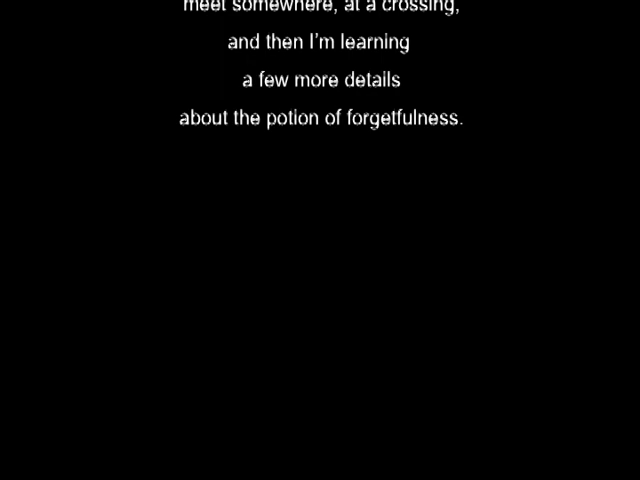 meet somewhere, at a crossing,
and then I'm learning
a few more details
about the potion of forgetfulness.